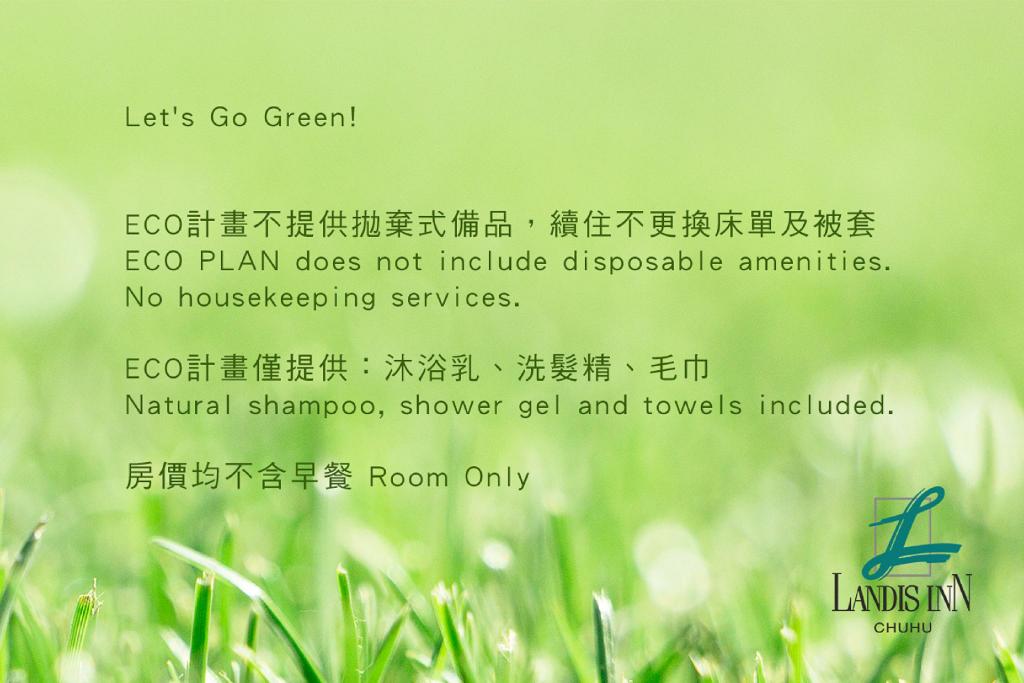 Let's Go Green!
ECO計畫不提供拋棄式備品，續住不更換床單及被套
ECO PLAN does not include disposable amenities.
No housekeeping services.
ECO計畫僅提供：沐浴乳、洗髮精、毛巾
Natural shampoo, shower gel and towels included.
房價均不含早餐 Room Only
L
LANDIS INN
CHUHU